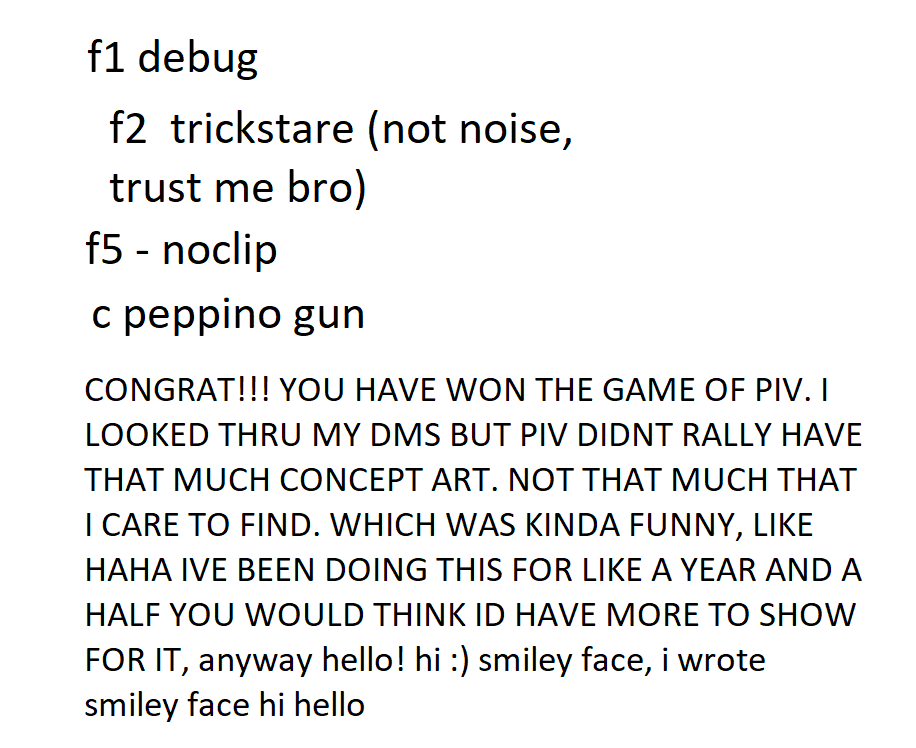 f1 debug
f2  trickstare (not noise,
trust me bro)
f5 - noclip
c peppino gun
CONGRAT!!! YOU HAVE WON THE GAME OF PIV. I
LOOKED THRU MY DMS BUT PIV DIDNT RALLY HAVE
THAT MUCH CONCEPT ART. NOT THAT MUCH THAT
I CARE TO FIND. WHICH WAS KINDA FUNNY, LIKE
HAHA IVE BEEN DOING THIS FOR LIKE A YEAR AND A
HALF YOU WOULD THINK ID HAVE MORE TO SHOW
FOR IT, anyway hello! hi :) smiley face, i wrote
smiley face hi hello